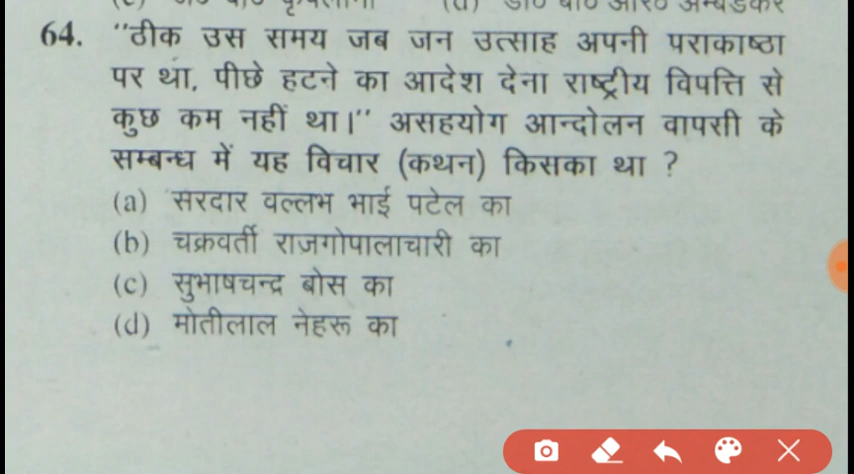 64. "ठीक उस समय जब जन उत्साह अपनी पराकाष्ठा
पर था, पीछे हटने का आदेश देना राष्ट्रीय विपत्ति से
कुछ कम नहीं था।" असहयोग आन्दोलन वापसी के
सम्बन्ध में यह विचार (कथन) किसका था ?
(a) सरदार वल्लभ भाई पटेल का
(b) चक्रवर्ती राजगोपालाचारी का
(c) सुभाषचन्द्र बोस का
(d) मोतीलाल नेहरू का